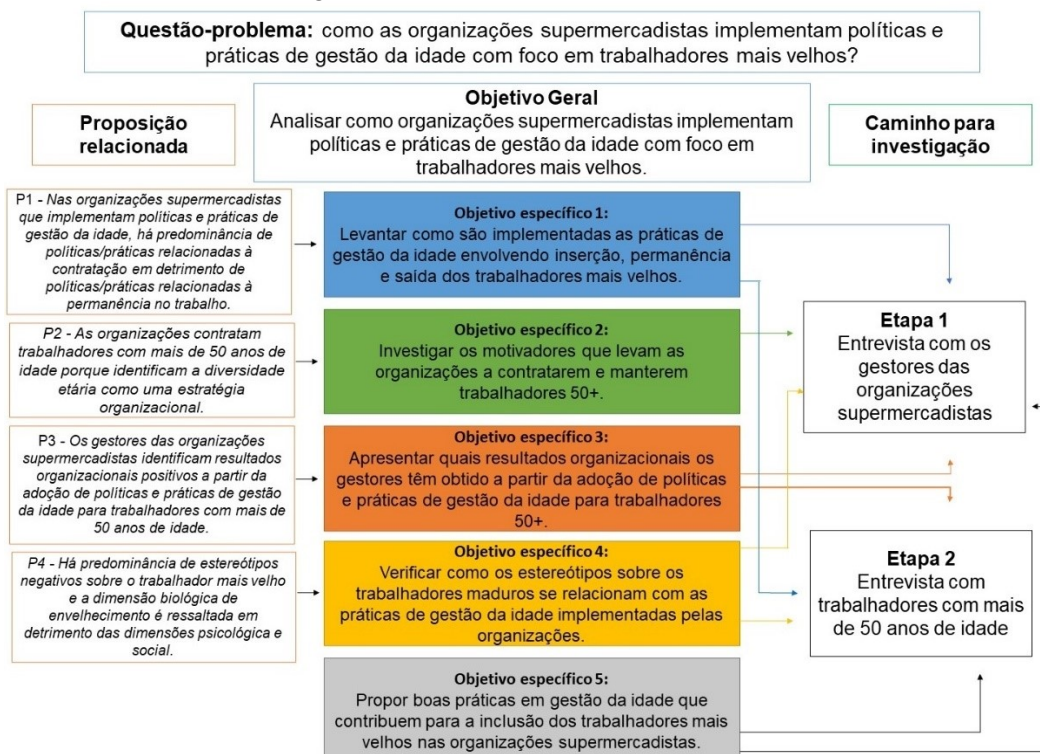 Questão-problema: como as organizações supermercadistas implementam políticas e
práticas de gestão da idade com foco em trabalhadores mais velhos?
Proposição
relacionada
Objetivo Geral
Analisar como organizações supermercadistas implementam
políticas e práticas de gestão da idade com foco em
trabalhadores mais velhos.
Caminho para
investigação
P1 - Nas organizações supermercadistas
que implementam políticas e práticas de
gestão da idade, há predominância de
políticas/práticas relacionadas à
contratação em detrimento de
políticas/práticas relacionadas à
permanência no trabalho.
Objetivo específico 1:
Levantar como são implementadas as práticas de
gestão da idade envolvendo inserção, permanência
e saída dos trabalhadores mais velhos.
P2 - As organizações contratam
trabalhadores com mais de 50 anos de
idade porque identificam a diversidade
etária como uma estratégia
organizacional.
Objetivo específico 2:
Investigar os motivadores que levam as
organizações a contratarem e manterem
trabalhadores 50+.
Etapa 1
Entrevista com os
gestores das
organizações
supermercadistas
P3 - Os gestores das organizações
supermercadistas identificam resultados
organizacionais positivos a partir da
adoção de políticas e práticas de gestão
da idade para trabalhadores com mais
de 50 anos de idade.
Objetivo específico 3:
Apresentar quais resultados organizacionais os
gestores têm obtido a partir da adoção de políticas
e práticas de gestão da idade para trabalhadores
50+.
P4 - Há predominância de estereótipos
negativos sobre o trabalhador mais velho
e a dimensão biológica de
envelhecimento é ressaltada em
detrimento das dimensões psicológica e
social.
Objetivo específico 4:
Verificar como os estereótipos sobre os
trabalhadores maduros se relacionam com as
práticas de gestão da idade implementadas pelas
organizações.
Etapa 2
Entrevista com
trabalhadores com mais
de 50 anos de idade
Objetivo específico 5:
Propor boas práticas em gestão da idade que
contribuem para a inclusão dos trabalhadores mais
velhos nas organizações supermercadistas.